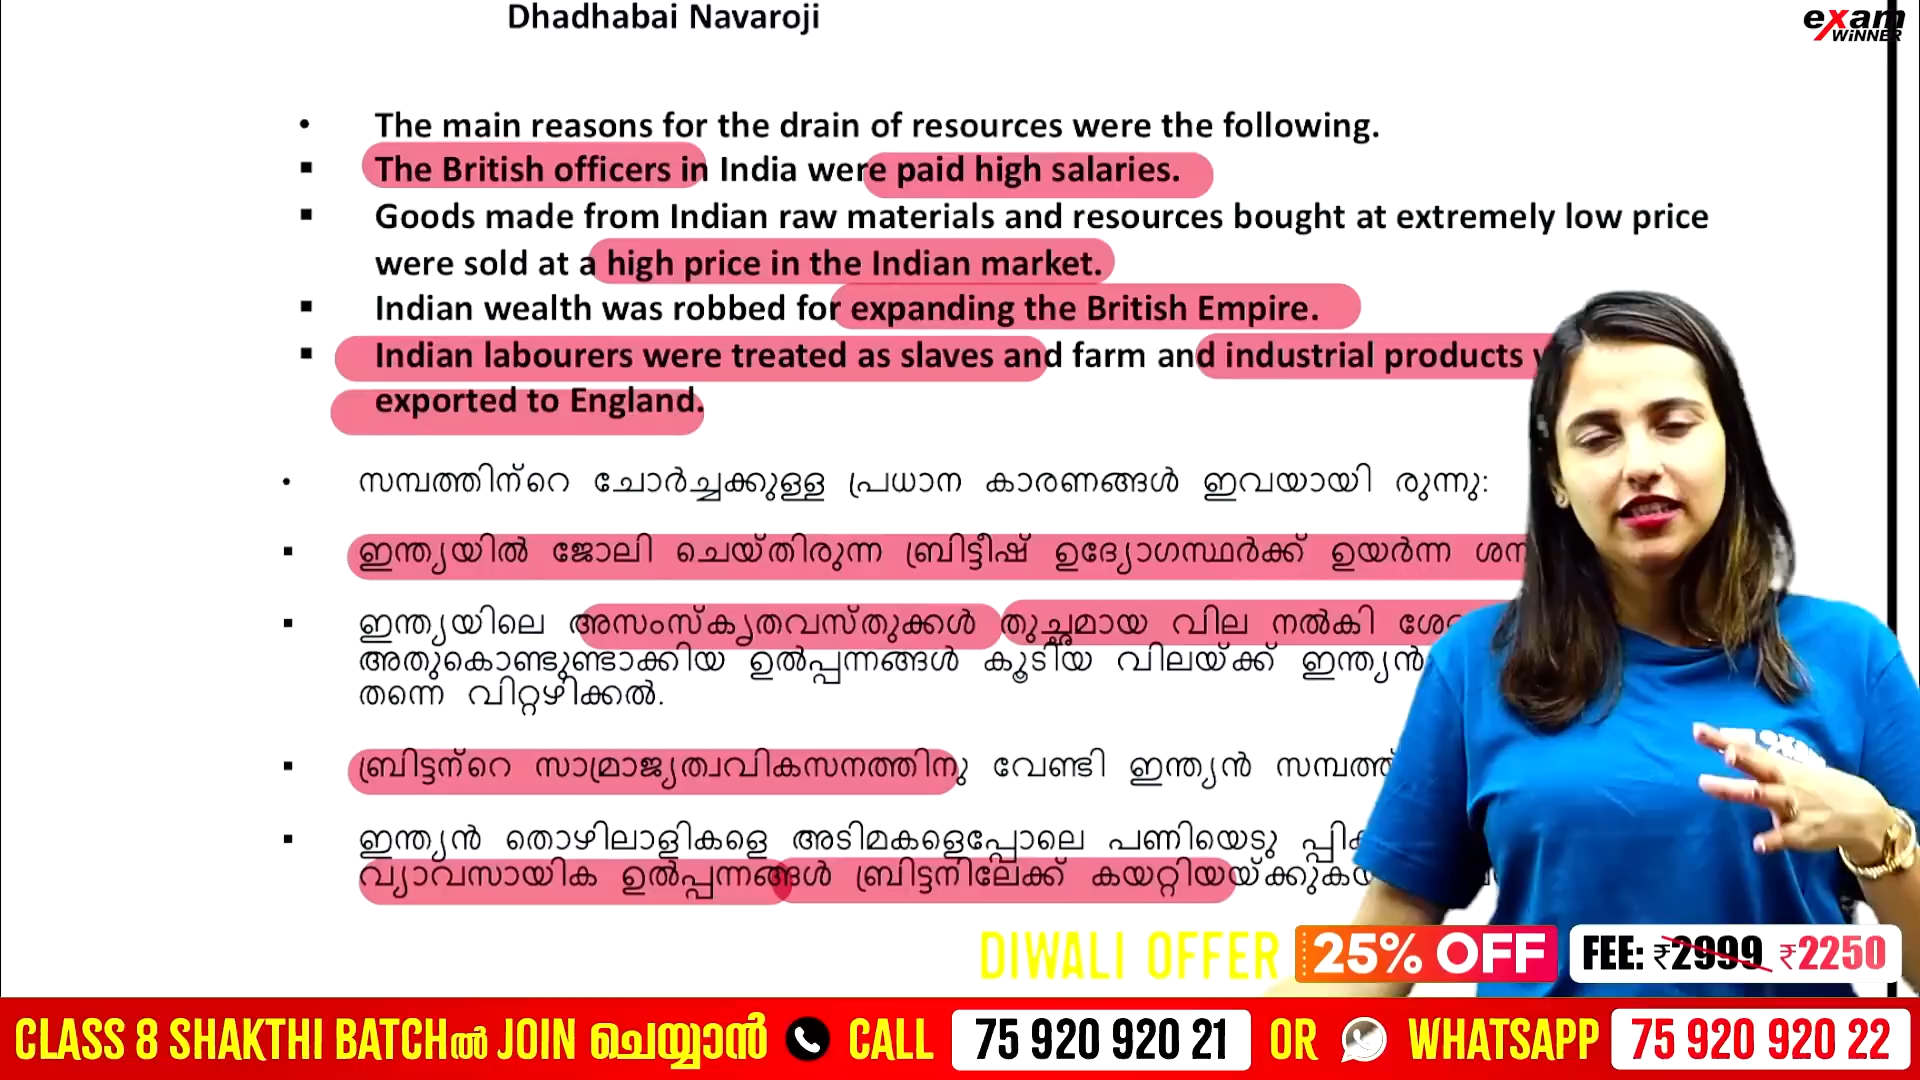 Dhadhabai Navaroji
exam
WiNNER
• The main reasons for the drain of resources were the following.
▪ The British officers in India were paid high salaries.
▪ Goods made from Indian raw materials and resources bought at extremely low price
were sold at a high price in the Indian market.
▪ Indian wealth was robbed for expanding the British Empire.
▪ Indian labourers were treated as slaves and farm and industrial products
exported to England.
• സമ്പത്തിന്റെ ചോർച്ചക്കുള്ള പ്രധാന കാരണങ്ങൾ ഇവയായി രുന്നു:
▪ ഇന്ത്യയിൽ ജോലി ചെയ്തിരുന്ന ബ്രിട്ടീഷ് ഉദ്യോഗസ്ഥർക്ക് ഉയർന്ന
▪ ഇന്ത്യയിലെ അസംസ്കൃതവസ്തുക്കൾ തുച്ഛമായ വില നൽകി
അതുകൊണ്ടുണ്ടാക്കിയ ഉൽപ്പന്നങ്ങൾ കൂടിയ വിലയ്ക്ക് ഇന്ത്യൻ
തന്നെ വിറ്റഴിക്കൽ.
▪ ബ്രിട്ടന്റെ സാമ്രാജ്യത്വവികസനത്തിനു വേണ്ടി ഇന്ത്യൻ സമ്പത്ത്
▪ ഇന്ത്യൻ തൊഴിലാളികളെ അടിമകളെപ്പോലെ പണിയെടു
വ്യാവസായിക ഉൽപ്പന്നങ്ങൾ ബ്രിട്ടനിലേക്ക്
DIWALI OFFER 25% OFF FEE: ₹2999 ₹2250
CLASS 8 SHAKTHI BATCHൽ JOIN ചെയ്യാൻ CALL 75 920 920 21 OR WHATSAPP 75 920 920 22